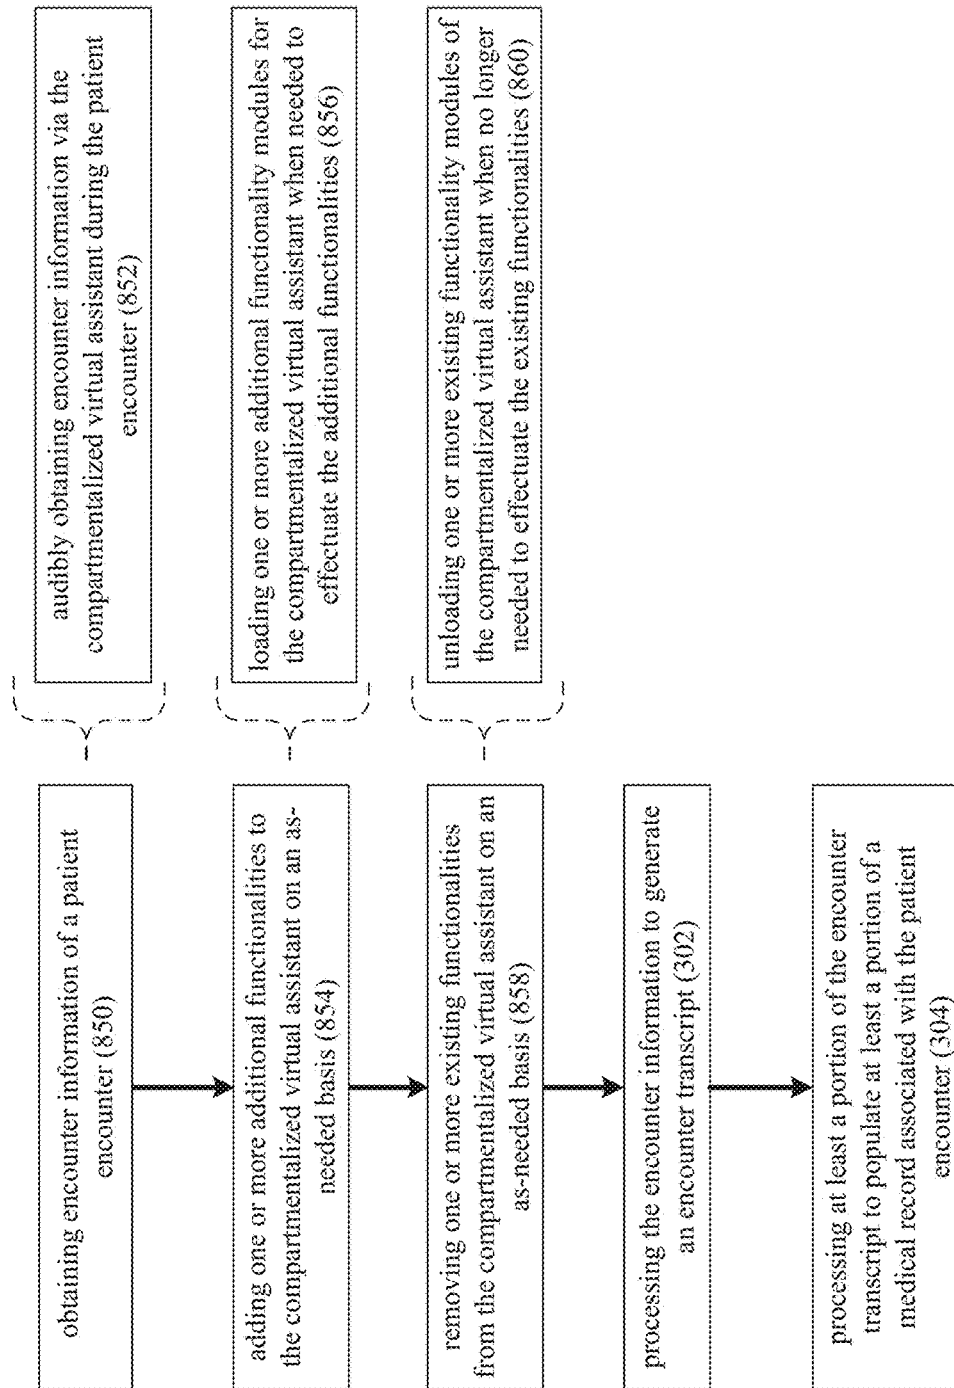 obtaining encounter information of a patient
encounter (850)
audibly obtaining encounter information via the
compartmentalized virtual assistant during the patient
encounter (852)
adding one or more additional functionalities to
the compartmentalized virtual assistant on an as-
needed basis (854)
loading one or more additional functionality modules for
the compartmentalized virtual assistant when needed to
effectuate the additional functionalities (856)
removing one or more existing functionalities
from the compartmentalized virtual assistant on an
as-needed basis (858)
unloading one or more existing functionality modules of
the compartmentalized virtual assistant when no longer
needed to effectuate the existing functionalities (860)
processing the encounter information to generate
an encounter transcript (302)
processing at least a portion of the encounter
transcript to populate at least a portion of a
medical record associated with the patient
encounter (304)